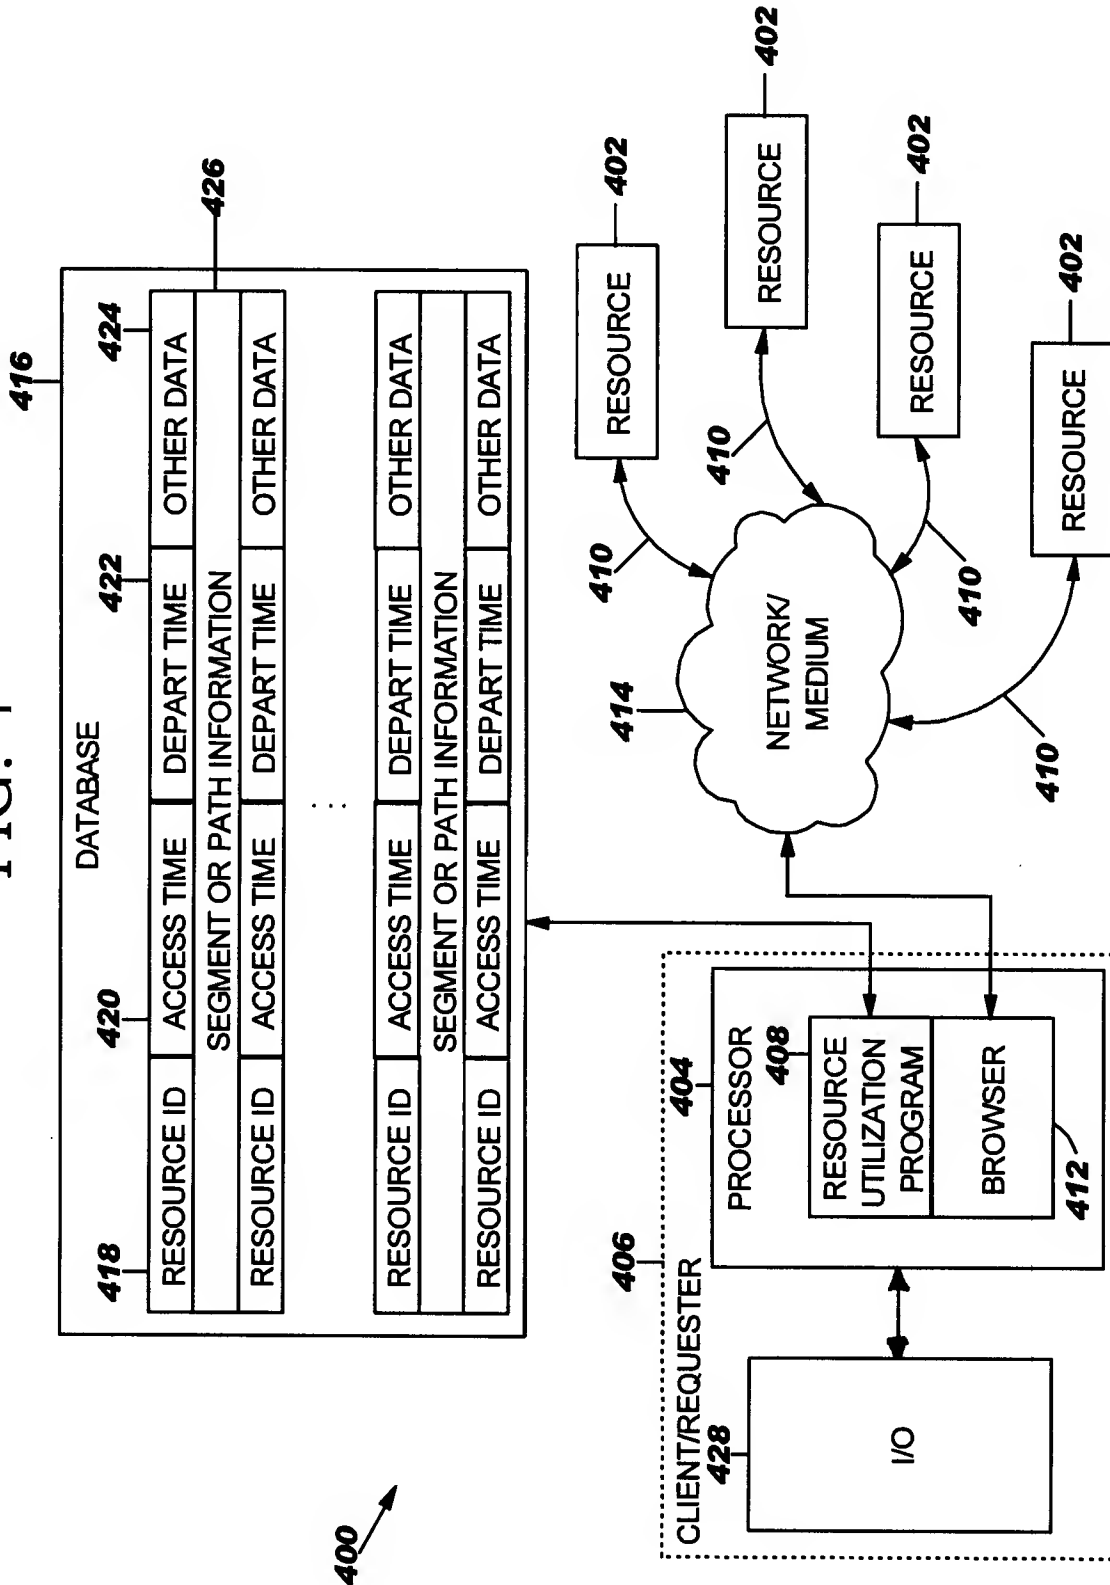 FIG.
416
DATABASE
418
420
422
424
RESOURCE ID ACCESS TIME DEPART TIME OTHER DATA
SEGMENT OR PATH INFORMATION
426
RESOURCE ID ACCESS TIME DEPART TIME OTHER DATA
. . .
RESOURCE ID ACCESS TIME DEPART TIME OTHER DATA
SEGMENT OR PATH INFORMATION
RESOURCE ID ACCESS TIME DEPART TIME OTHER DATA
400
406
CLIENT/REQUESTER
428
I/O
404
PROCESSOR
408
RESOURCE
UTILIZATION
PROGRAM
BROWSER
412
414
NETWORK/
MEDIUM
410
RESOURCE
402
410
RESOURCE
402
410
RESOURCE
402
410
RESOURCE
402